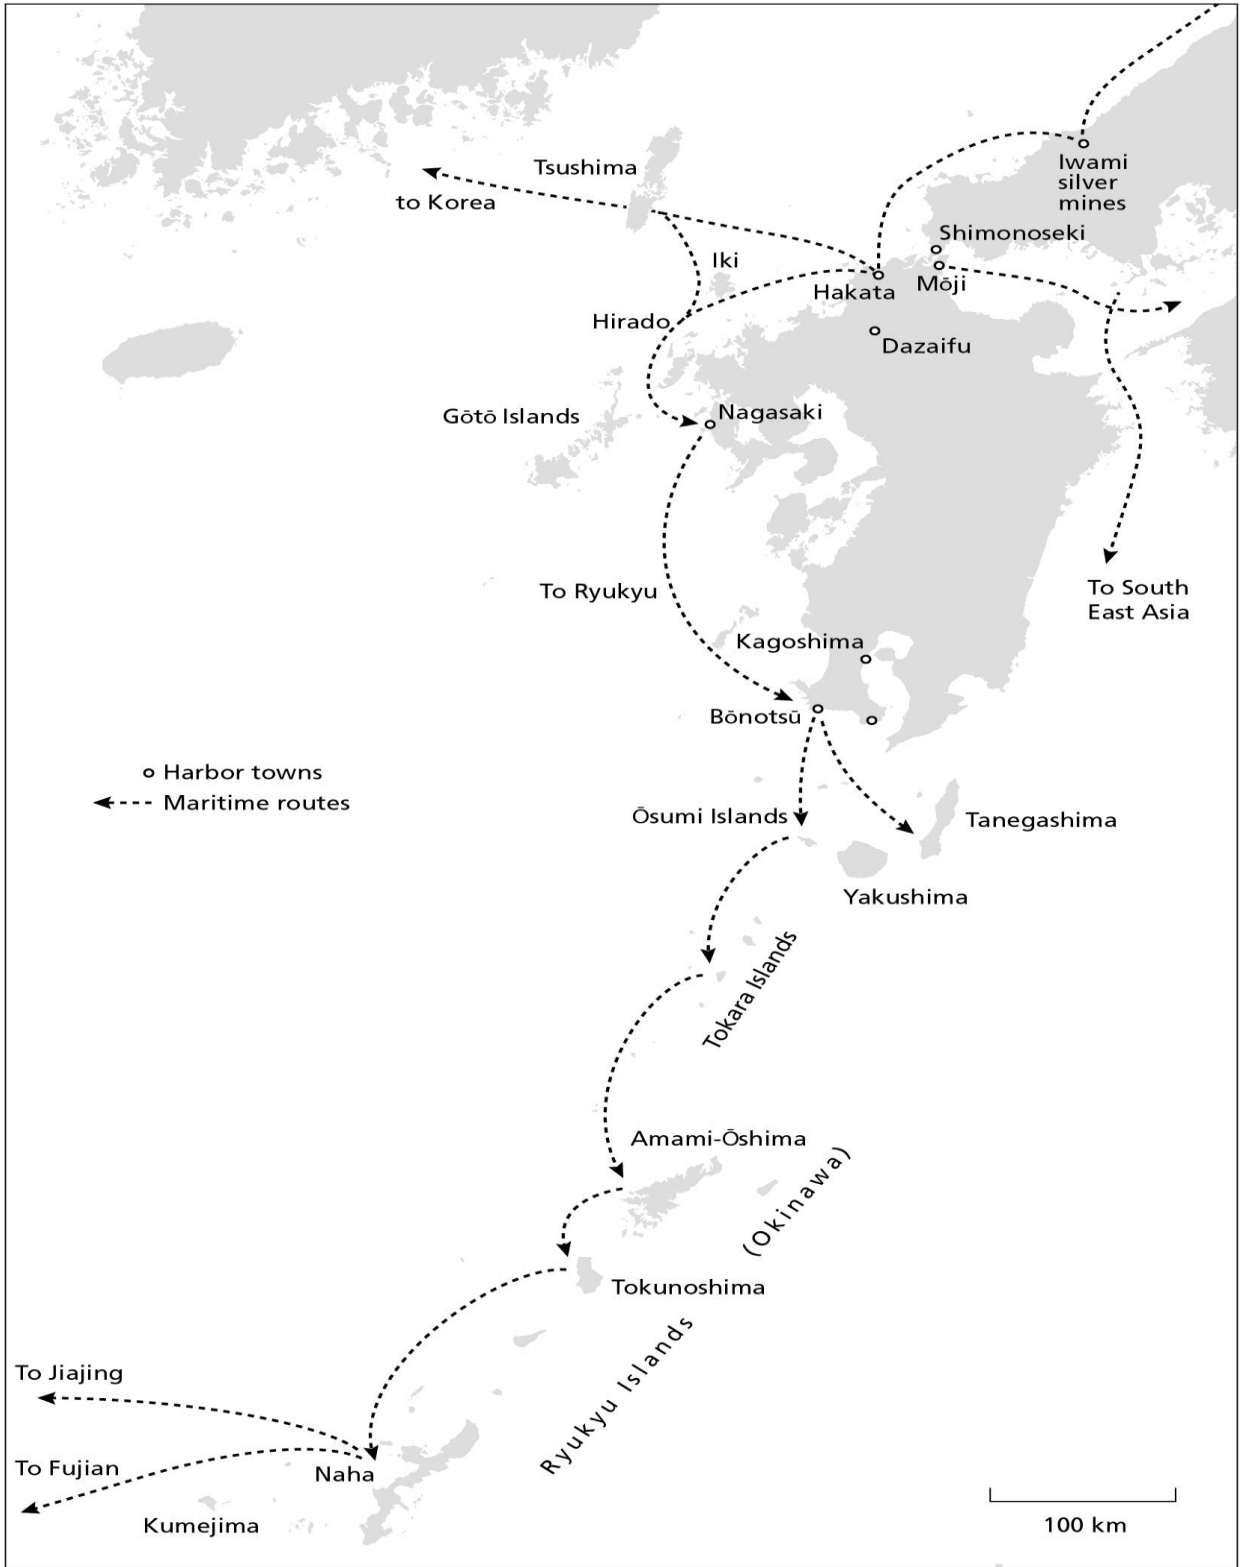 Tsushima
to Korea
Iwami
silver
mines
Shimonoseki
Iki
Hakata
Mōji
Hirado
Dazaifu
Gōtō Islands
Nagasaki
To Ryukyu
To South
East Asia
Kagoshima
Bōnotsū
Harbor towns
Maritime routes
Ōsumi Islands
Tanegashima
Yakushima
Tokara Islands
Amami-Ōshima
(Okinawa)
Tokunoshima
Ryukyu Islands
To Jiajing
To Fujian
Naha
Kumejima
100 km